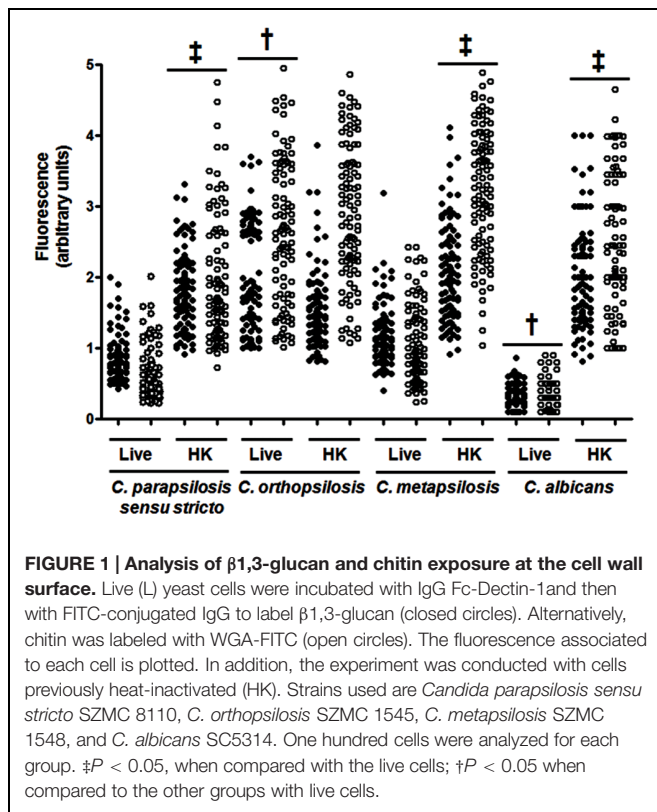 ‡ † ‡ ‡
†
5
4
3
2
1
0
Fluorescence
(arbitrary units)
Live HK Live HK Live HK Live HK
C. parapsilosis sensu stricto C. orthopsilosis C. metapsilosis C. albicans
FIGURE 1 | Analysis of β1,3-glucan and chitin exposure at the cell wall
surface. Live (L) yeast cells were incubated with IgG Fc-Dectin-1and then
with FITC-conjugated IgG to label β1,3-glucan (closed circles). Alternatively,
chitin was labeled with WGA-FITC (open circles). The fluorescence associated
to each cell is plotted. In addition, the experiment was conducted with cells
previously heat-inactivated (HK). Strains used are Candida parapsilosis sensu
stricto SZMC 8110, C. orthopsilosis SZMC 1545, C. metapsilosis SZMC
1548, and C. albicans SC5314. One hundred cells were analyzed for each
group. ‡P < 0.05, when compared with the live cells; †P < 0.05 when
compared to the other groups with live cells.